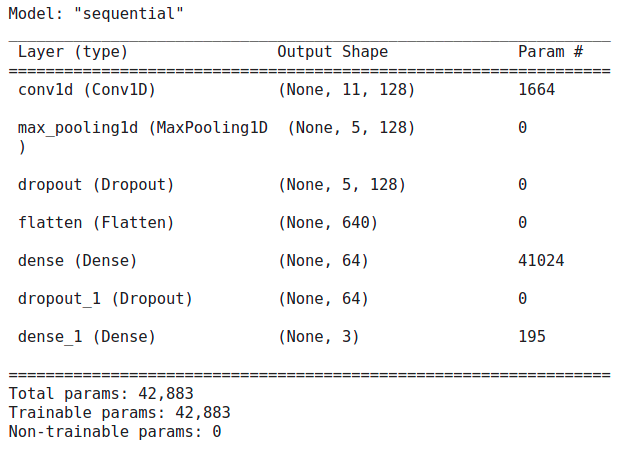 Model: "sequential"
_________________________________________________________________
Layer (type) Output Shape Param #
=================================================================
conv1d (Conv1D) (None, 11, 128) 1664
max_pooling1d (MaxPooling1D (None, 5, 128) 0
)
dropout (Dropout) (None, 5, 128) 0
flatten (Flatten) (None, 640) 0
dense (Dense) (None, 64) 41024
dropout_1 (Dropout) (None, 64) 0
dense_1 (Dense) (None, 3) 195
=================================================================
Total params: 42,883
Trainable params: 42,883
Non-trainable params: 0